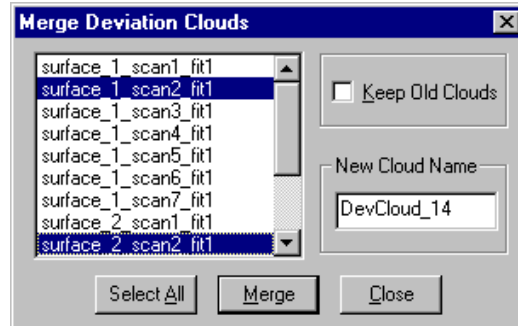 Merge Deviation Clouds
surface_1_scan1_fit1
surface_1_scan2_fit1
surface_1_scan3_fit1
surface_1_scan4_fit1
surface_1_scan5_fit1
surface_1_scan6_fit1
surface_1_scan7_fit1
surface_2_scan1_fit1
surface_2_scan2_fit1
Keep Old Clouds
New Cloud Name
DevCloud_14
Select All Merge Close